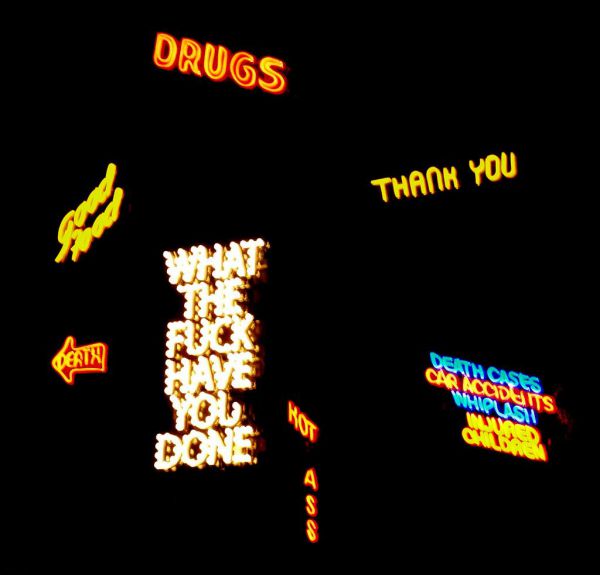 DRUGS
THANK YOU
Good
Food
WHAT
THE
FUCK
HAVE
YOU
DONE
DEATH
DEATH CASES
CAR ACCIDENTS
WHIPLASH
INJURED
CHILDREN
HOT
ASS